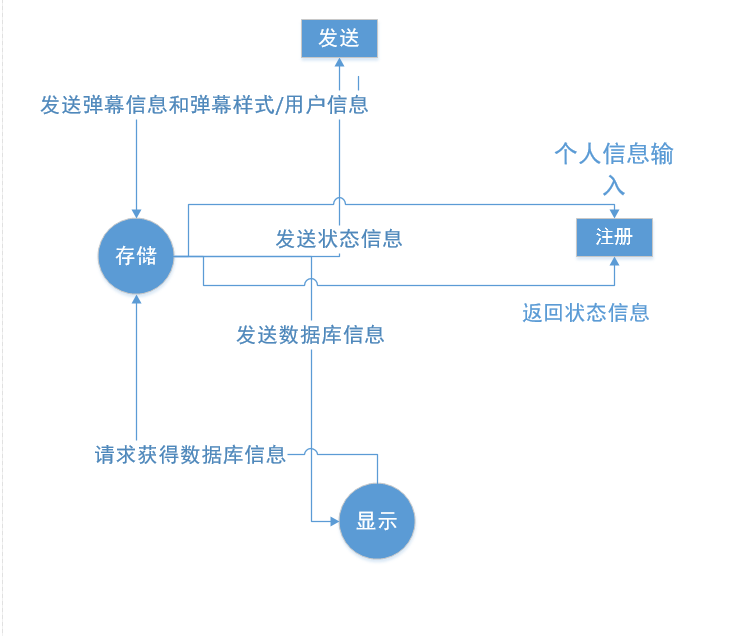 发送
发送弹幕信息和弹幕样式/用户信息
个人信息输
入
存储
发送状态信息
注册
返回状态信息
发送数据库信息
请求获得数据库信息
显示